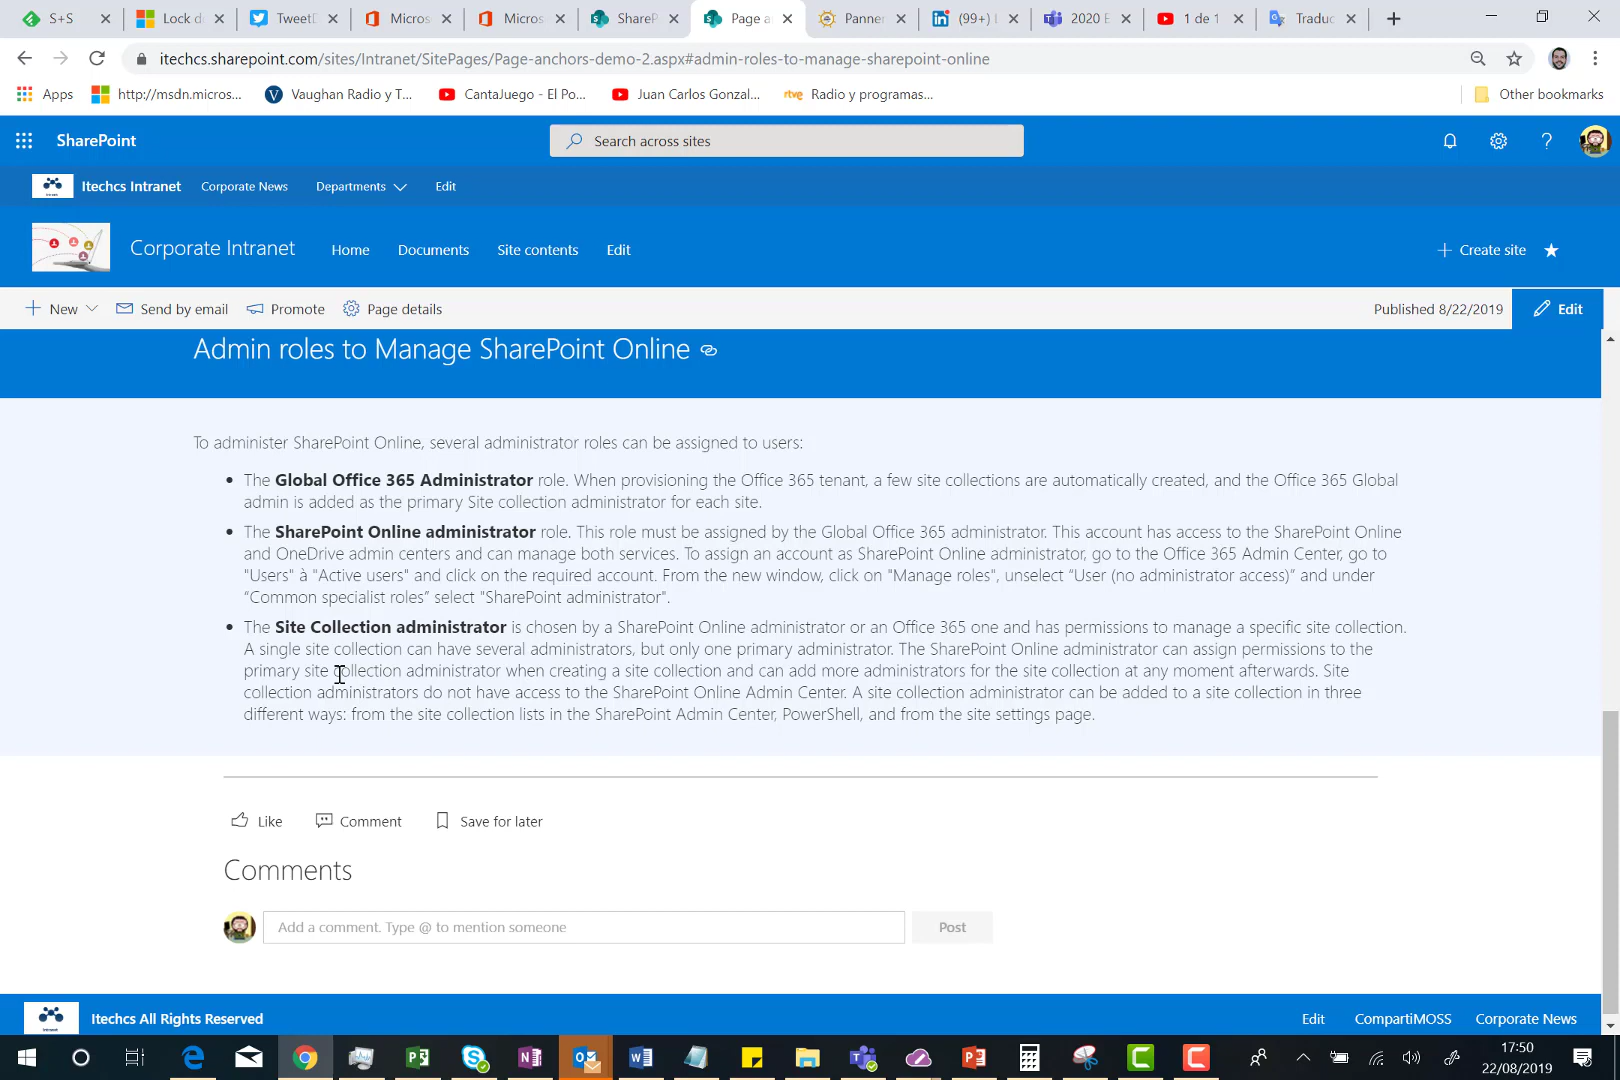 S+S
Lock d
TweetD
Micros
Micros
ShareP
Page a
Panner
(99+) 
2020 E
1 de 1
Traduc
itechcs.sharepoint.com/sites/Intranet/SitePages/Page-anchors-demo-2.aspx#admin-roles-to-manage-sharepoint-online
Apps
http://msdn.micros...
Vaughan Radio y T...
CantaJuego - El Po...
Juan Carlos Gonzal...
rtve Radio y programas...
Other bookmarks
SharePoint
Search across sites
Itechcs Intranet
Corporate News
Departments
Edit
Corporate Intranet
Home
Documents
Site contents
Edit
Create site
New
Send by email
Promote
Page details
Published 8/22/2019
Edit
Admin roles to Manage SharePoint Online
To administer SharePoint Online, several administrator roles can be assigned to users:
• The Global Office 365 Administrator role. When provisioning the Office 365 tenant, a few site collections are automatically created, and the Office 365 Global
admin is added as the primary Site collection administrator for each site.
• The SharePoint Online administrator role. This role must be assigned by the Global Office 365 administrator. This account has access to the SharePoint Online
and OneDrive admin centers and can manage both services. To assign an account as SharePoint Online administrator, go to the Office 365 Admin Center, go to
"Users" à "Active users" and click on the required account. From the new window, click on "Manage roles", unselect “User (no administrator access)” and under
“Common specialist roles” select "SharePoint administrator".
• The Site Collection administrator is chosen by a SharePoint Online administrator or an Office 365 one and has permissions to manage a specific site collection.
A single site collection can have several administrators, but only one primary administrator. The SharePoint Online administrator can assign permissions to the
primary site collection administrator when creating a site collection and can add more administrators for the site collection at any moment afterwards. Site
collection administrators do not have access to the SharePoint Online Admin Center. A site collection administrator can be added to a site collection in three
different ways: from the site collection lists in the SharePoint Admin Center, PowerShell, and from the site settings page.
Like
Comment
Save for later
Comments
Add a comment. Type @ to mention someone
Post
Itechcs All Rights Reserved
Edit
CompartiMOSS
Corporate News
17:50
22/08/2019